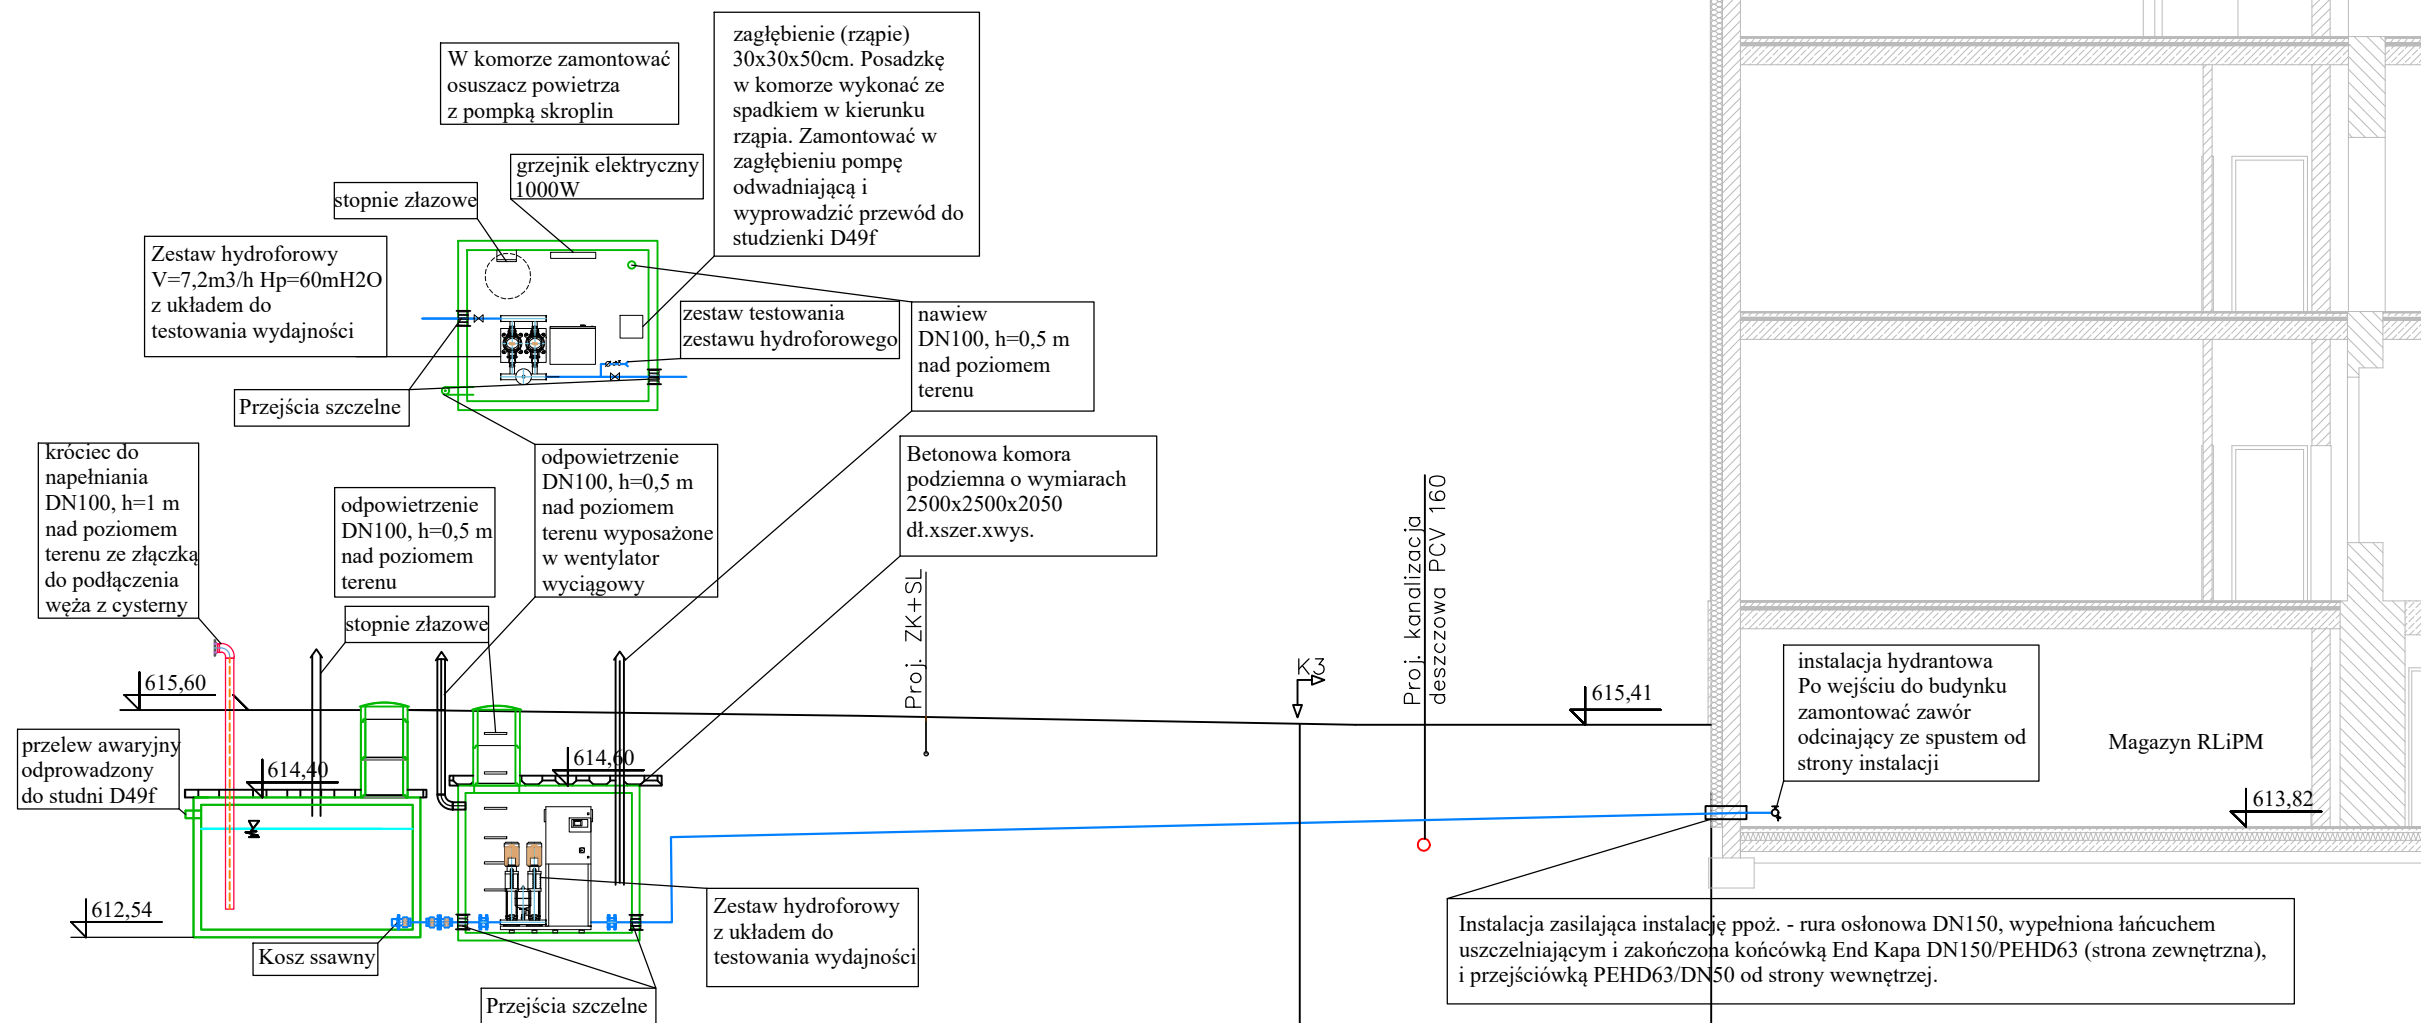 W komorze zamontować
osuszacz powietrza
z pompką skroplin
zagłębienie (rząpie)
30x30x50cm. Posadzkę
w komorze wykonać ze
spadkiem w kierunku
rząpia. Zamontować w
zagłębieniu pompę
odwadniającą i
wyprowadzić przewód do
studzienki D49f
grzejnik elektryczny
1000W
stopnie złazowe
Zestaw hydroforowy
V=7,2m3/h Hp=60mH2O
z układem do
testowania wydajności
zestaw testowania
zestawu hydroforowego
nawiew
DN100, h=0,5 m
nad poziomem
terenu
Przejścia szczelne
króciec do
napełniania
DN100, h=1 m
nad poziomem
terenu ze złączką
do podłączenia
węża z cysterny
odpowietrzenie
DN100, h=0,5 m
nad poziomem
terenu
odpowietrzenie
DN100, h=0,5 m
nad poziomem
terenu wyposażone
w wentylator
wyciągowy
Betonowa komora
podziemna o wymiarach
2500x2500x2050
dł.xszer.xwys.
stopnie złazowe
Proj. ZK+SL
K3
Proj. kanalizacja
deszczowa PCV 160
instalacja hydrantowa
Po wejściu do budynku
zamontować zawór
odcinający ze spustem od
strony instalacji
Magazyn RLiPM
615,60
615,41
przelew awaryjny
odprowadzony
do studni D49f
614,40
614,60
613,82
612,54
Kosz ssawny
Zestaw hydroforowy
z układem do
testowania wydajności
Przejścia szczelne
Instalacja zasilająca instalację ppoż. - rura osłonowa DN150, wypełniona łańcuchem
uszczelniającym i zakończona końcówką End Kapa DN150/PEHD63 (strona zewnętrzna),
i przejściówką PEHD63/DN50 od strony wewnętrzej.